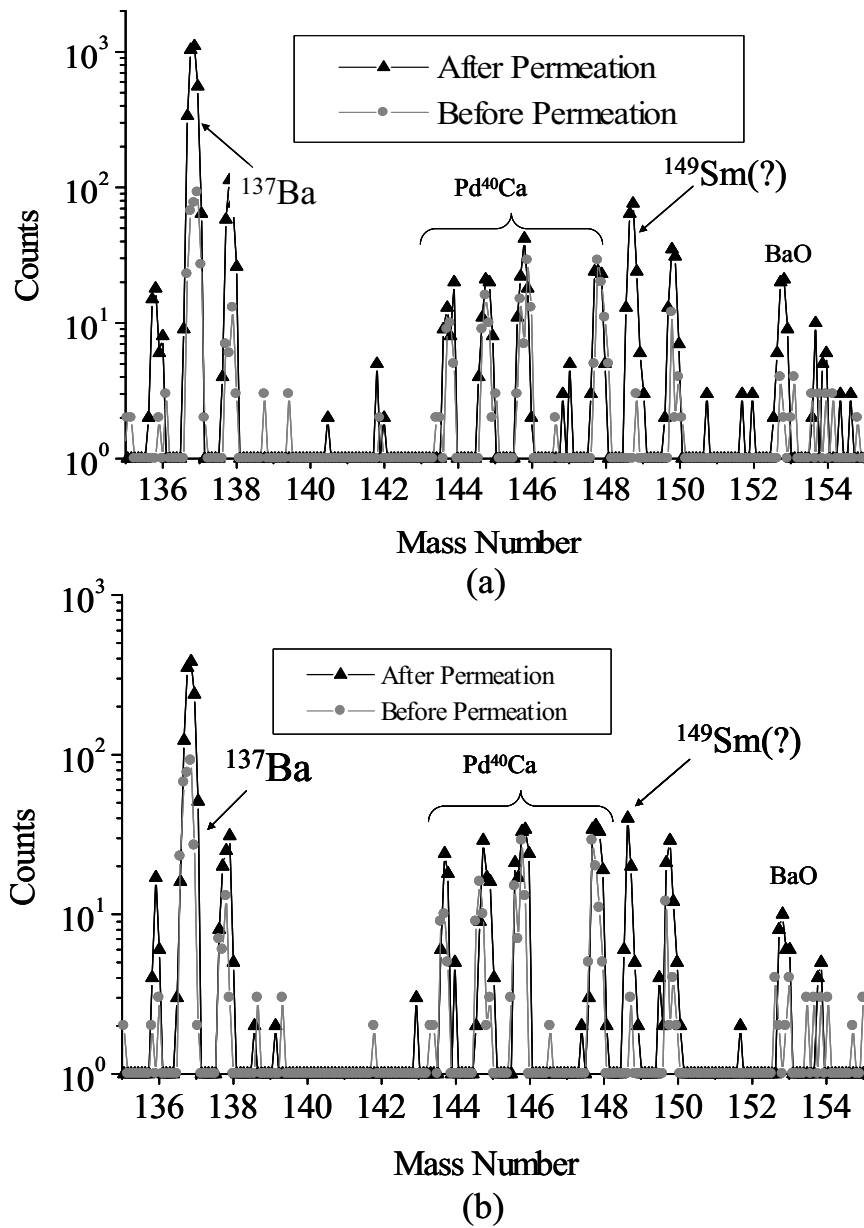 10³
10²
10¹
10⁰
Counts
After Permeation
Before Permeation
¹³⁷Ba
Pd⁴⁰Ca
¹⁴⁹Sm(?)
BaO
136 138 140 142 144 146 148 150 152 154
Mass Number
(a)
10³
10²
10¹
10⁰
Counts
After Permeation
Before Permeation
¹³⁷Ba
Pd⁴⁰Ca
¹⁴⁹Sm(?)
BaO
136 138 140 142 144 146 148 150 152 154
Mass Number
(b)